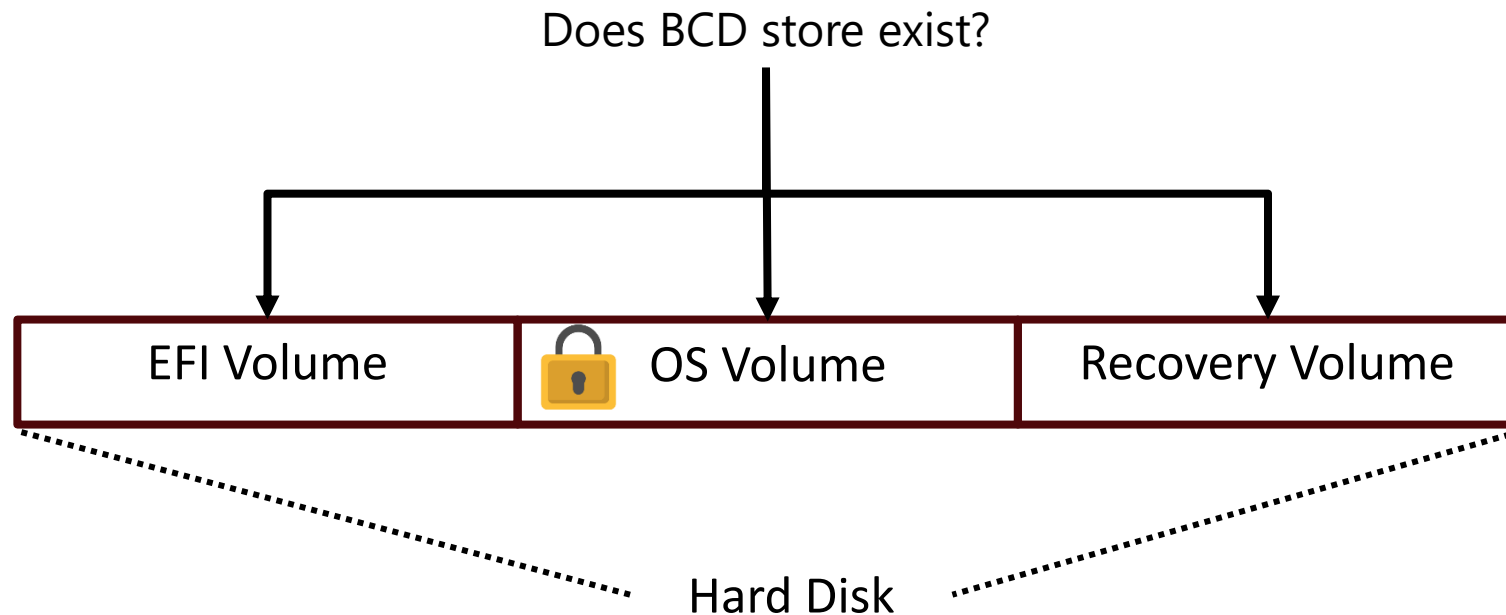 Does BCD store exist?
EFI Volume
OS Volume
Recovery Volume
Hard Disk